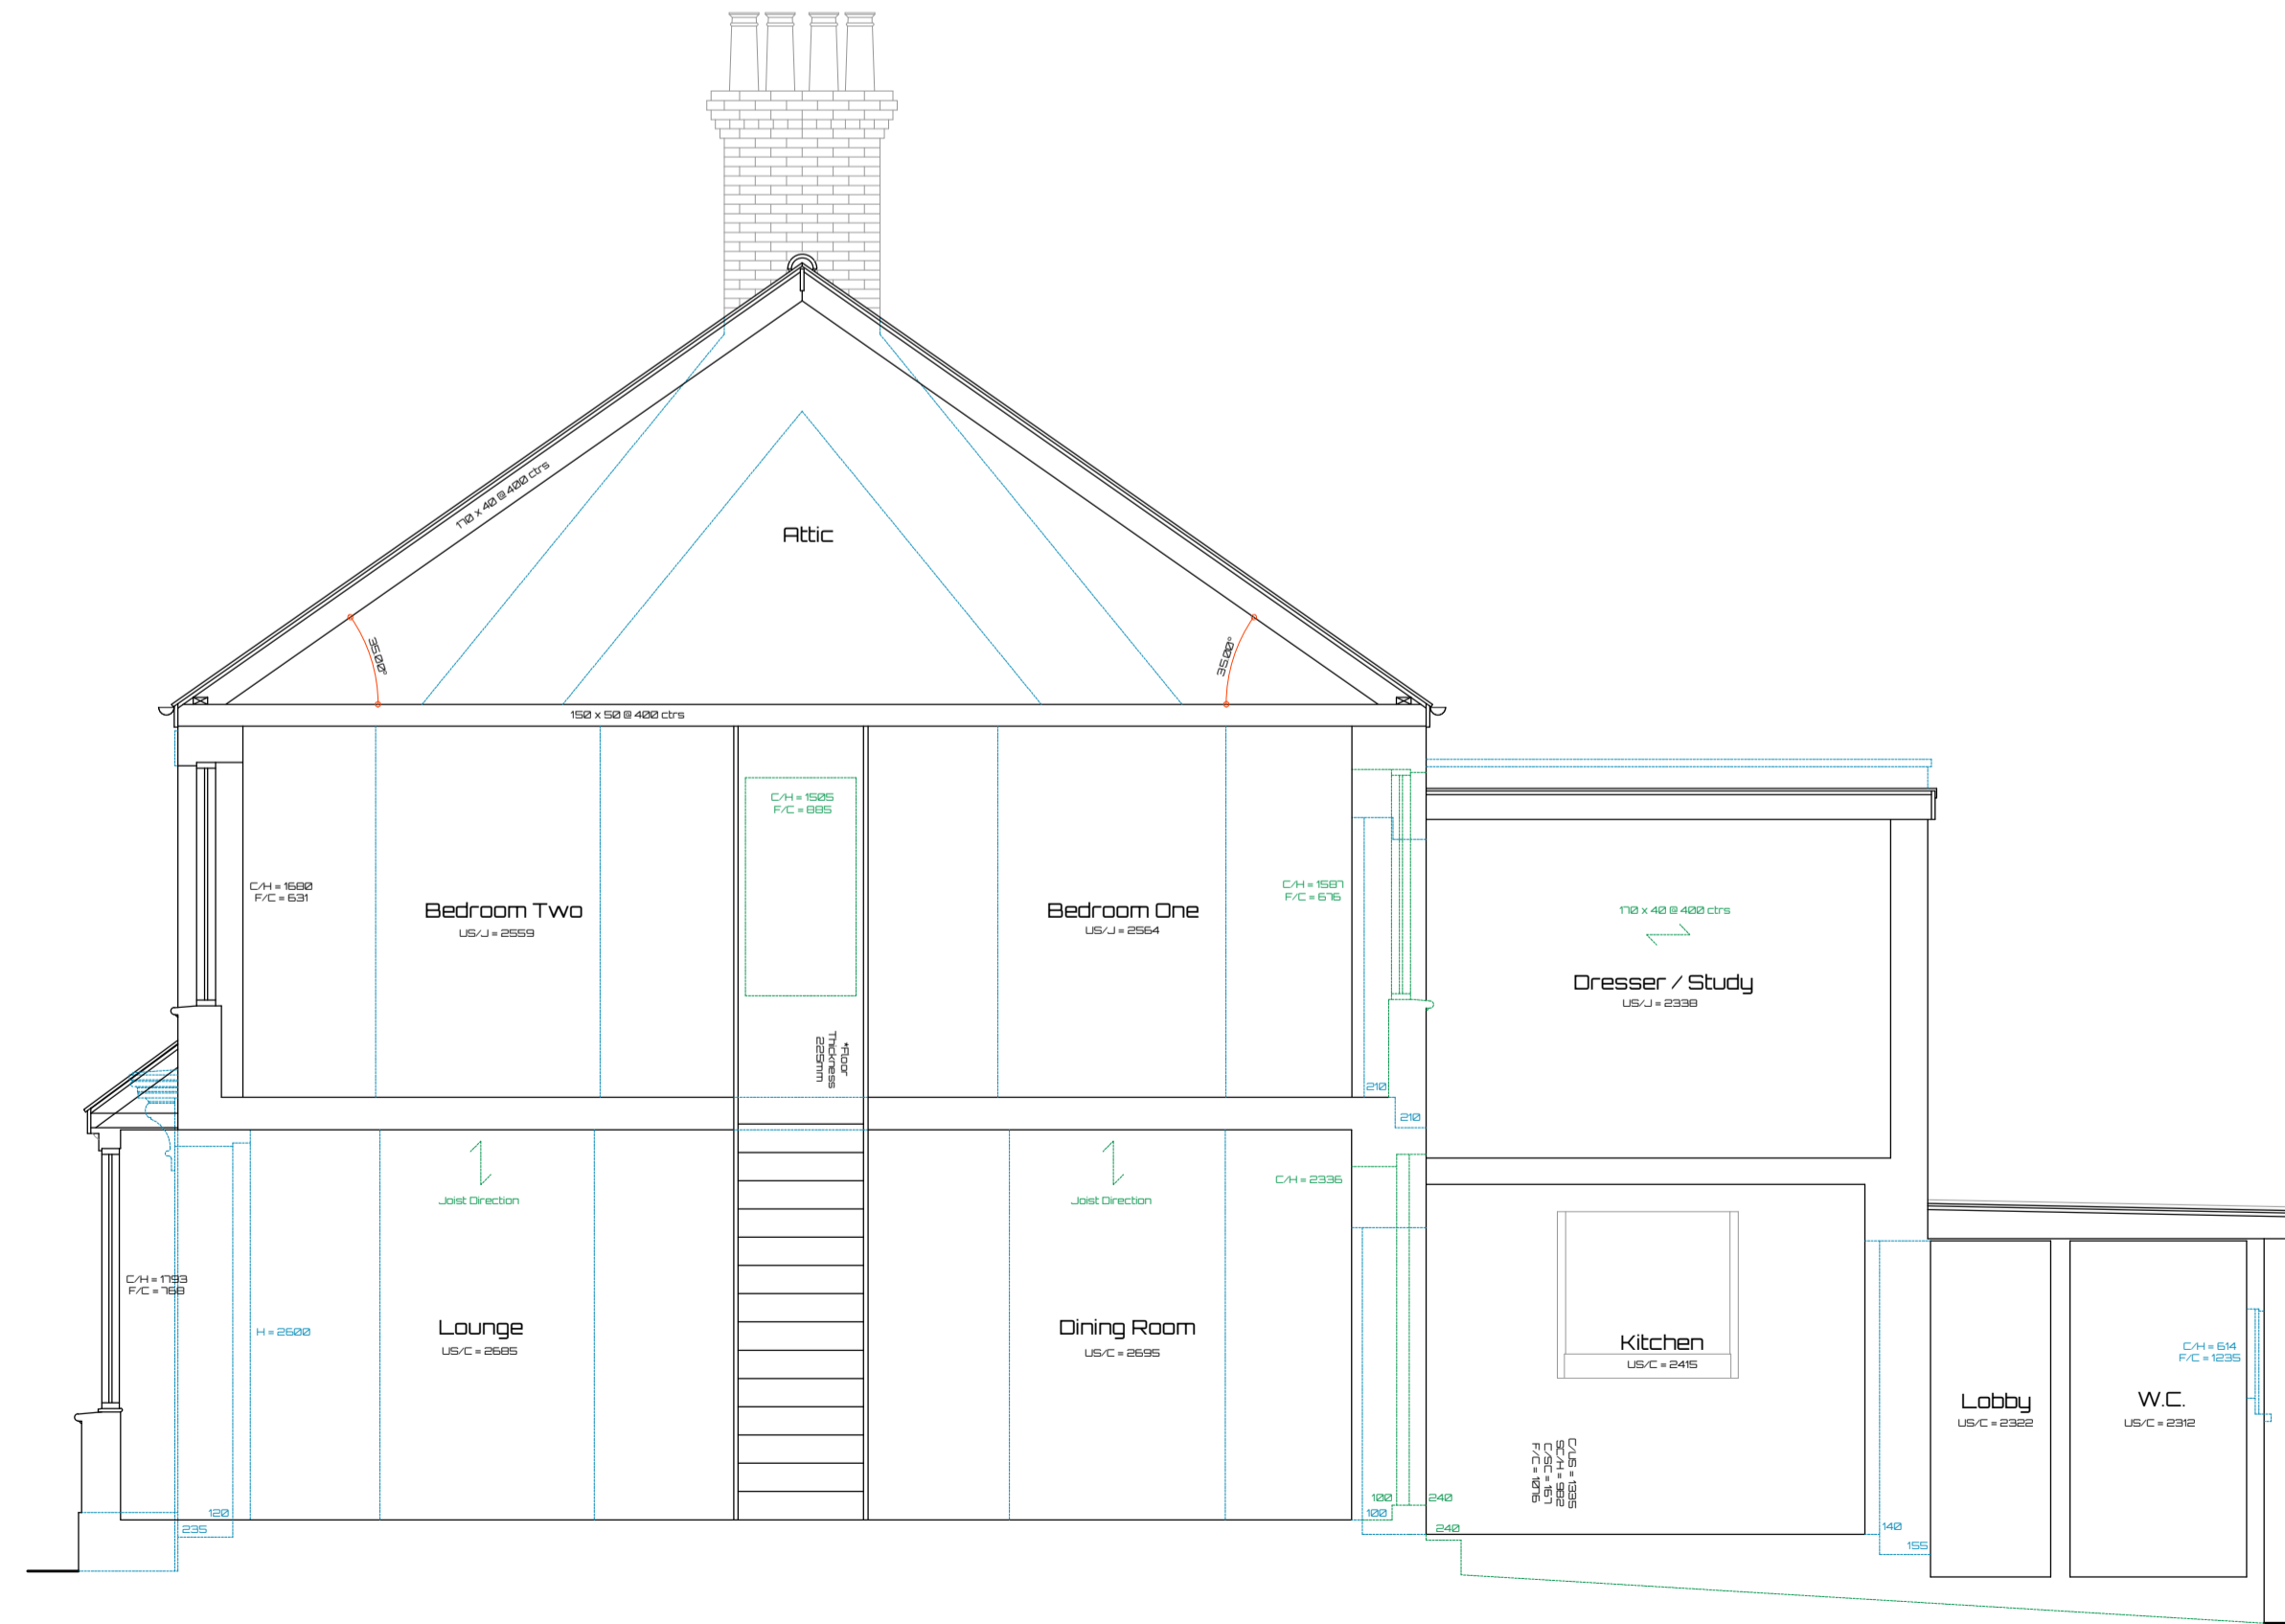 170 x 40 @ 400 ctrs
Attic
35.00°
35.00°
150 x 50 @ 400 ctrs
C/H = 1505
F/C = 885
C/H = 1680
F/C = 631
Bedroom Two
US/J = 2559
Bedroom One
US/J = 2564
C/H = 1587
F/C = 676
170 x 40 @ 400 ctrs
Dresser / Study
US/J = 2338
*Floor
Thickness
225mm
210
210
Joist Direction
Joist Direction
C/H = 2336
C/H = 1793
F/C = 768
H = 2600
Lounge
US/C = 2685
Dining Room
US/C = 2695
Kitchen
US/C = 2415
C/H = 614
F/C = 1235
Lobby
US/C = 2322
W.C.
US/C = 2312
C/US = 1335
SC/H = 982
C/SC = 167
F/C = 1076
120
235
100
100
240
240
140
155